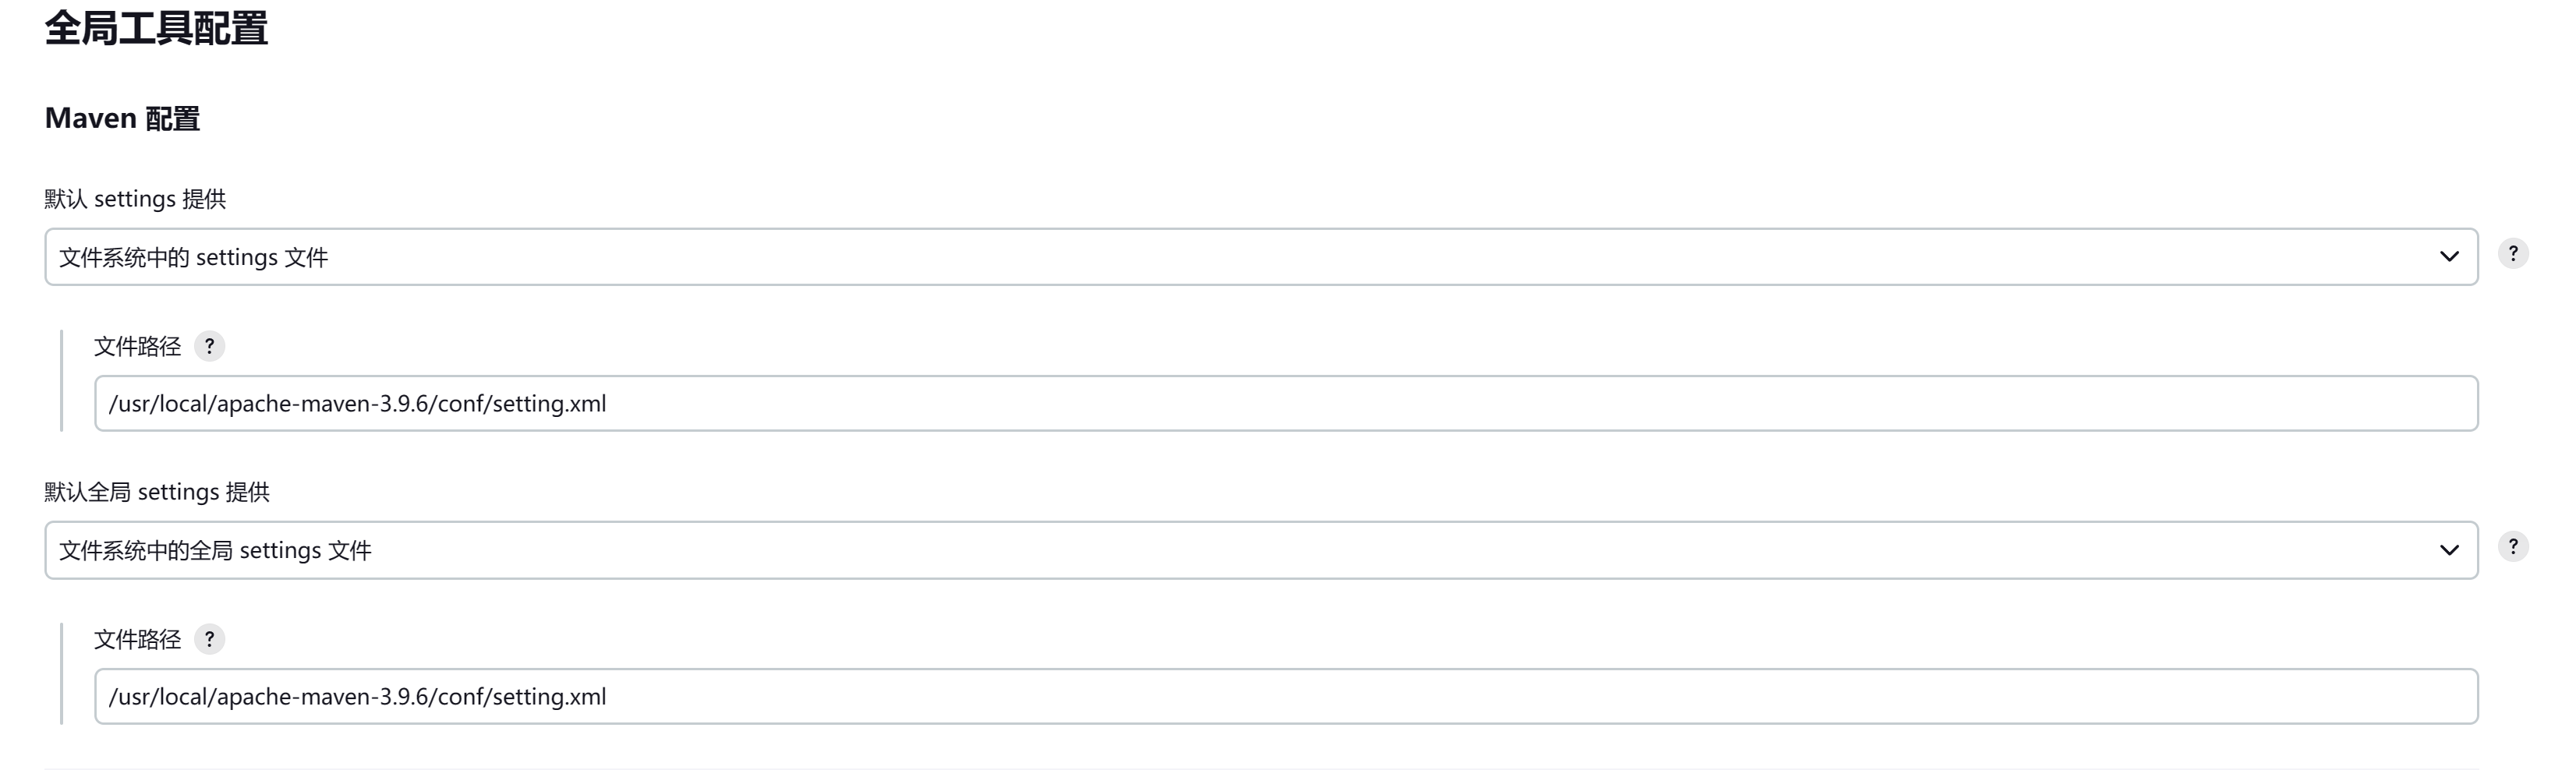 全局工具配置
Maven 配置
默认 settings 提供
文件系统中的 settings 文件
?
文件路径 ?
/usr/local/apache-maven-3.9.6/conf/setting.xml
默认全局 settings 提供
文件系统中的全局 settings 文件
?
文件路径 ?
/usr/local/apache-maven-3.9.6/conf/setting.xml